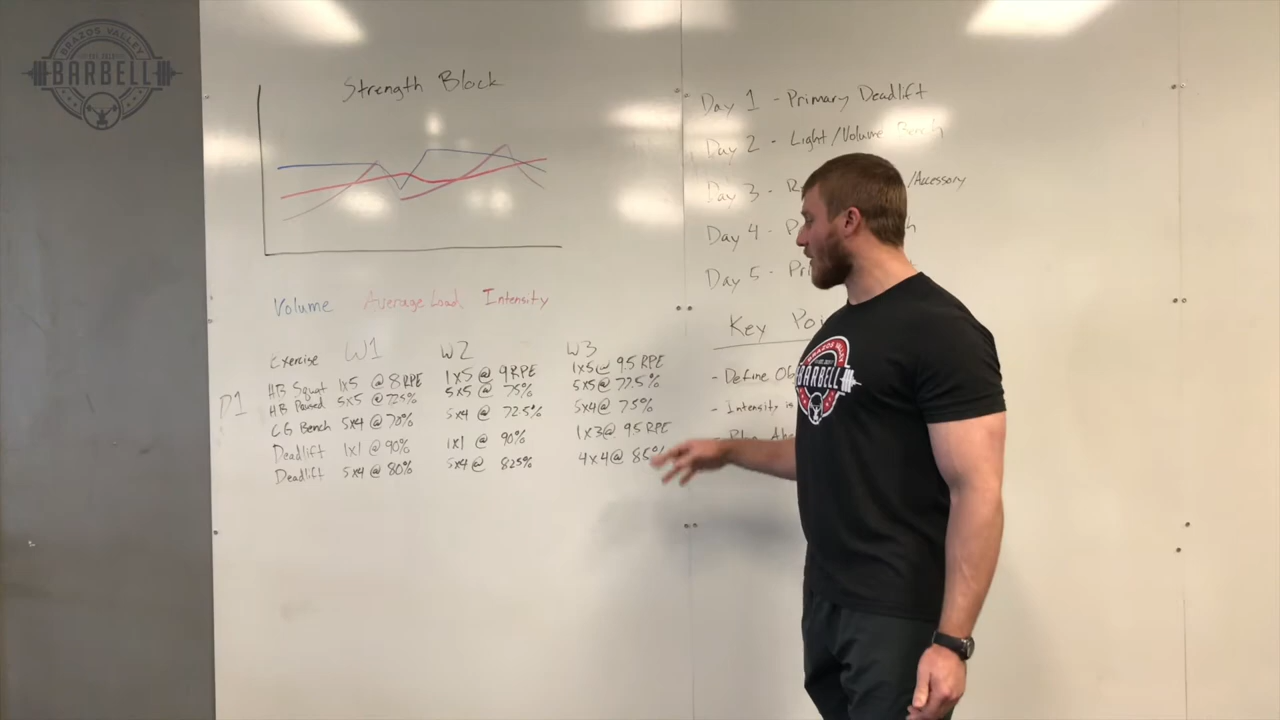 BRAZOS VALLEY
BARBELL
Strength Block
Volume Average Load Intensity
Exercise W1 W2 W3
D1
HB Squat 1x5 @ 8 RPE 1x5 @ 9 RPE 1x5 @ 9.5 RPE
HB Paused 5x5 @ 72.5% 5x5 @ 75% 5x5 @ 77.5%
CG Bench 5x4 @ 70% 5x4 @ 72.5% 5x4 @ 75%
Deadlift 1x1 @ 90% 1x1 @ 90% 1x3 @ 9.5 RPE
Deadlift 5x4 @ 80% 5x4 @ 82.5% 4x4 @ 85%
Day 1 - Primary Deadlift
Day 2 - Light/Volume Bench
Day 3 - /Accessory
Day 4 -
Day 5 -
Key
- Define
- Intensity is
- Plan
BRAZOS VALLEY
BARBELL